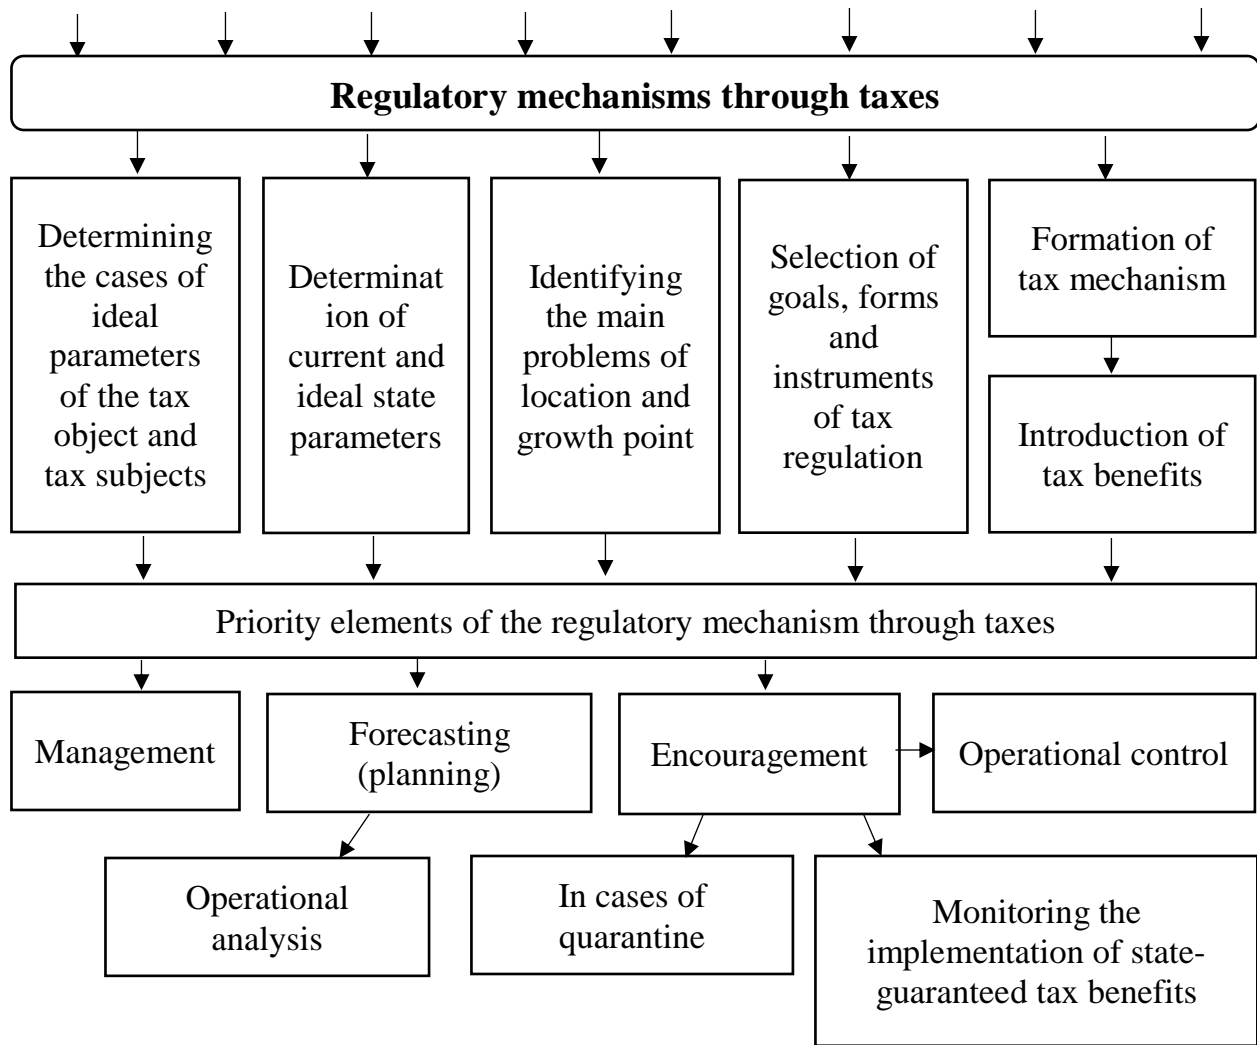 Regulatory mechanisms through taxes
Determining
the cases of
ideal
parameters
of the tax
object and
tax subjects
Determinat
ion of
current and
ideal state
parameters
Identifying
the main
problems of
location and
growth point
Selection of
goals, forms
and
instruments
of tax
regulation
Formation of
tax mechanism
Introduction of
tax benefits
Priority elements of the regulatory mechanism through taxes
Management
Forecasting
(planning)
Encouragement
Operational control
Operational
analysis
In cases of
quarantine
Monitoring the
implementation of state-
guaranteed tax benefits